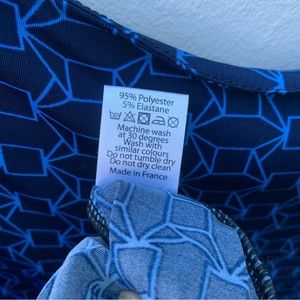 95% Polyester
5% Elastane
Machine wash
at 30 degrees
Wash with
similar colours
Do not tumble dry
Do not dry clean
Made in France